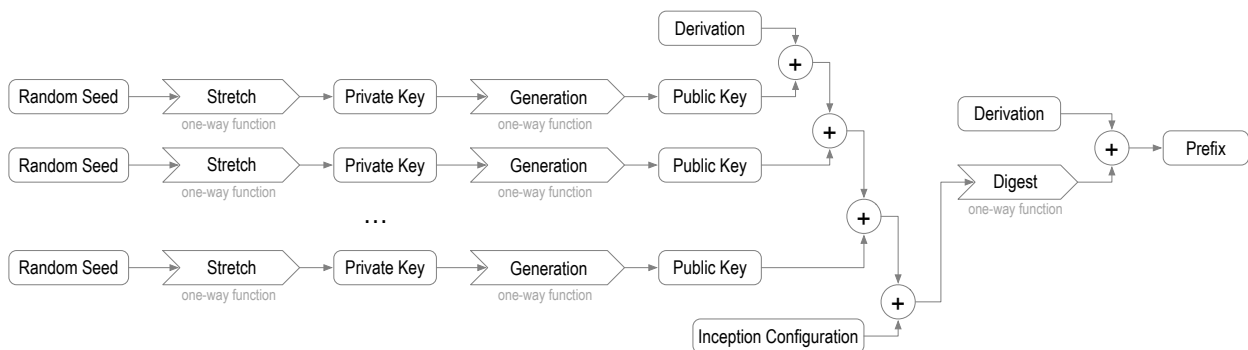 Derivation
Random Seed Stretch Private Key Generation Public Key
one-way function one-way function
Derivation
Random Seed Stretch Private Key Generation Public Key
one-way function one-way function
Prefix
Digest
one-way function
...
Random Seed Stretch Private Key Generation Public Key
one-way function one-way function
Inception Configuration
+
+
+
+
+